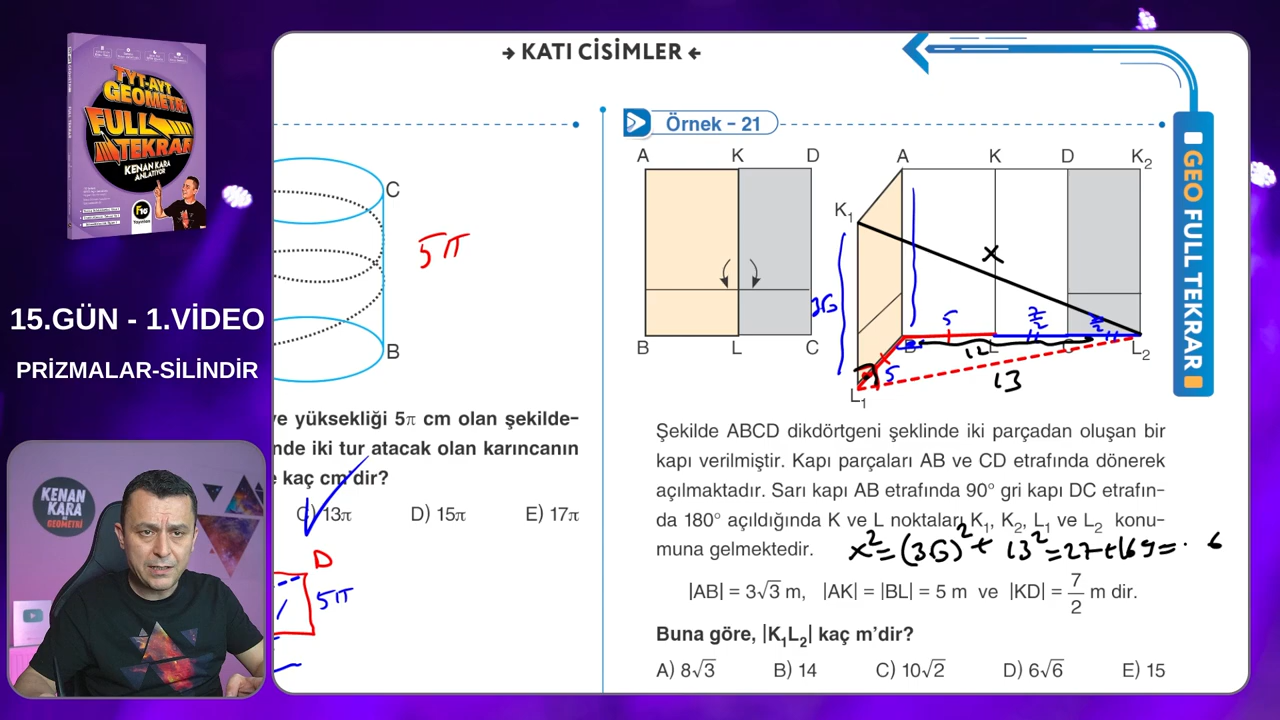 TYT-AYT
GEOMETRİ
FULL
TEKRAR
KENAN KARA
ANLATIYOR
15.GÜN - 1.VİDEO
PRİZMALAR-SİLİNDİR
KENAN
KARA
GEOMETRİ
→ KATI CİSİMLER ←
C
5π
B
ve yüksekliği 5π cm olan şekilde-
nde iki tur atacak olan karıncanın
e kaç cm'dir?
C) 13π D) 15π E) 17π
D
5π
Örnek – 21
A K D
B L C
A K D K₂
K₁
x
3√3
5 7/2 7/2
B L C L₂
12
5
13
L₁
Şekilde ABCD dikdörtgeni şeklinde iki parçadan oluşan bir
kapı verilmiştir. Kapı parçaları AB ve CD etrafında dönerek
açılmaktadır. Sarı kapı AB etrafında 90° gri kapı DC etrafın-
da 180° açıldığında K ve L noktaları K₁, K₂, L₁ ve L₂ konu-
muna gelmektedir.
x² = (3√3)² + 13² = 27 + 169 = · 6
|AB| = 3√3 m, |AK| = |BL| = 5 m ve |KD| = 7/2 m dir.
Buna göre, |K₁L₂| kaç m'dir?
A) 8√3 B) 14 C) 10√2 D) 6√6 E) 15
GEO FULL TEKRAR